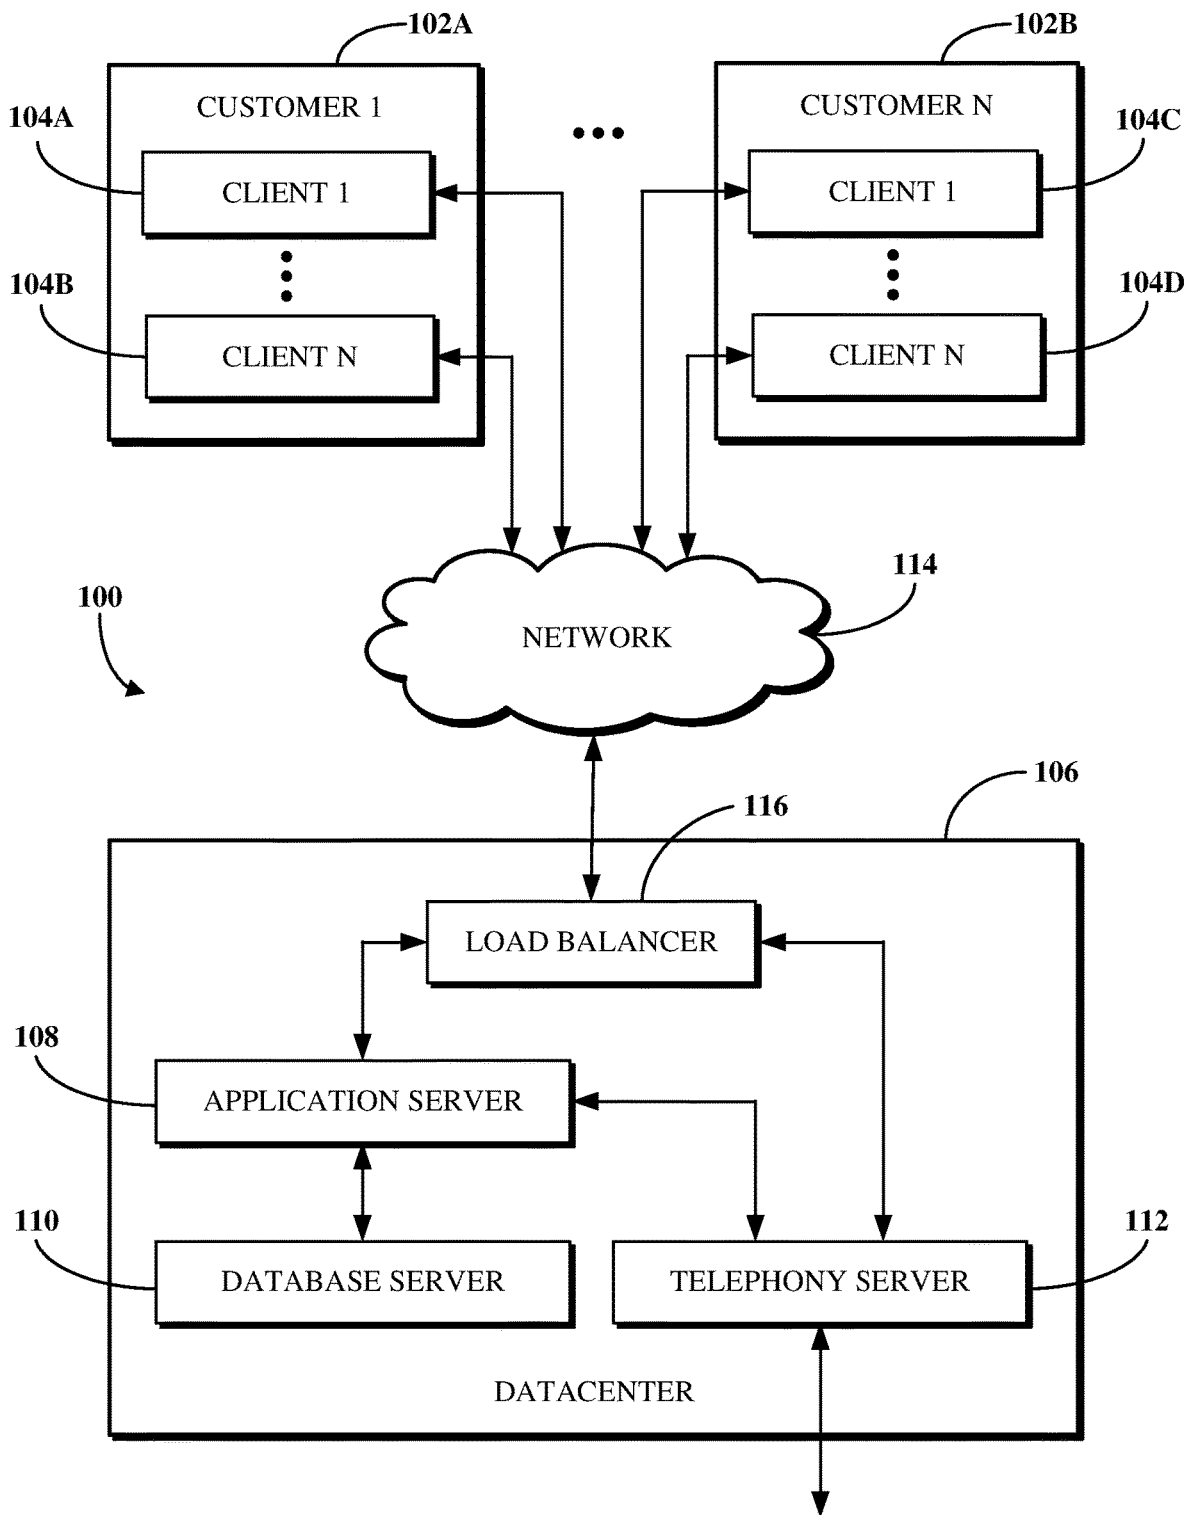 102A
102B
CUSTOMER 1
CUSTOMER N
104A
104C
CLIENT 1
CLIENT 1
104B
104D
CLIENT N
CLIENT N
114
100
NETWORK
106
116
LOAD BALANCER
108
APPLICATION SERVER
110
112
DATABASE SERVER
TELEPHONY SERVER
DATACENTER